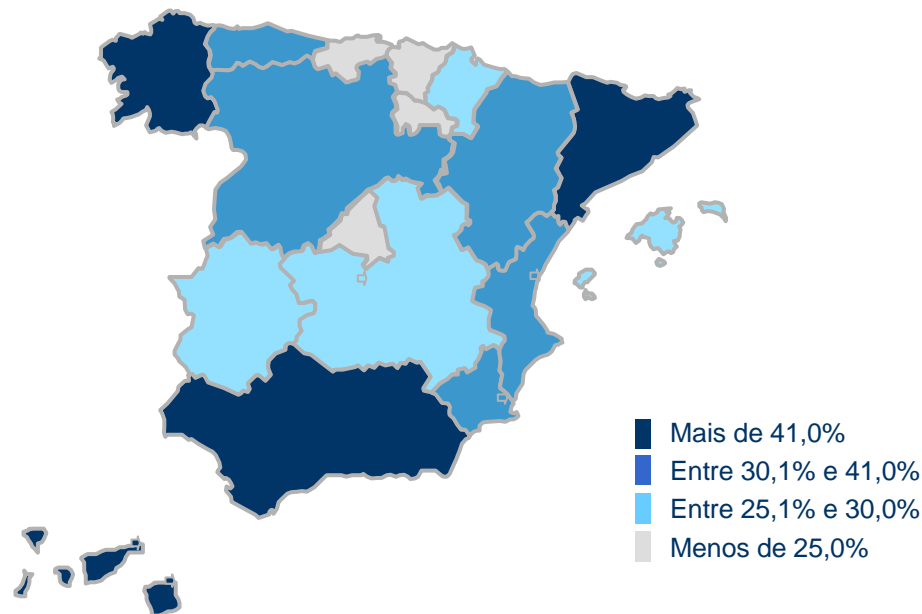 Mais de 41,0%
Entre 30,1% e 41,0%
Entre 25,1% e 30,0%
Menos de 25,0%